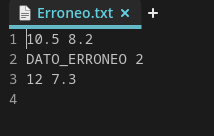 Erroneo.txt × +
1 10.5 8.2
2 DATO_ERRONEO 2
3 12 7.3
4